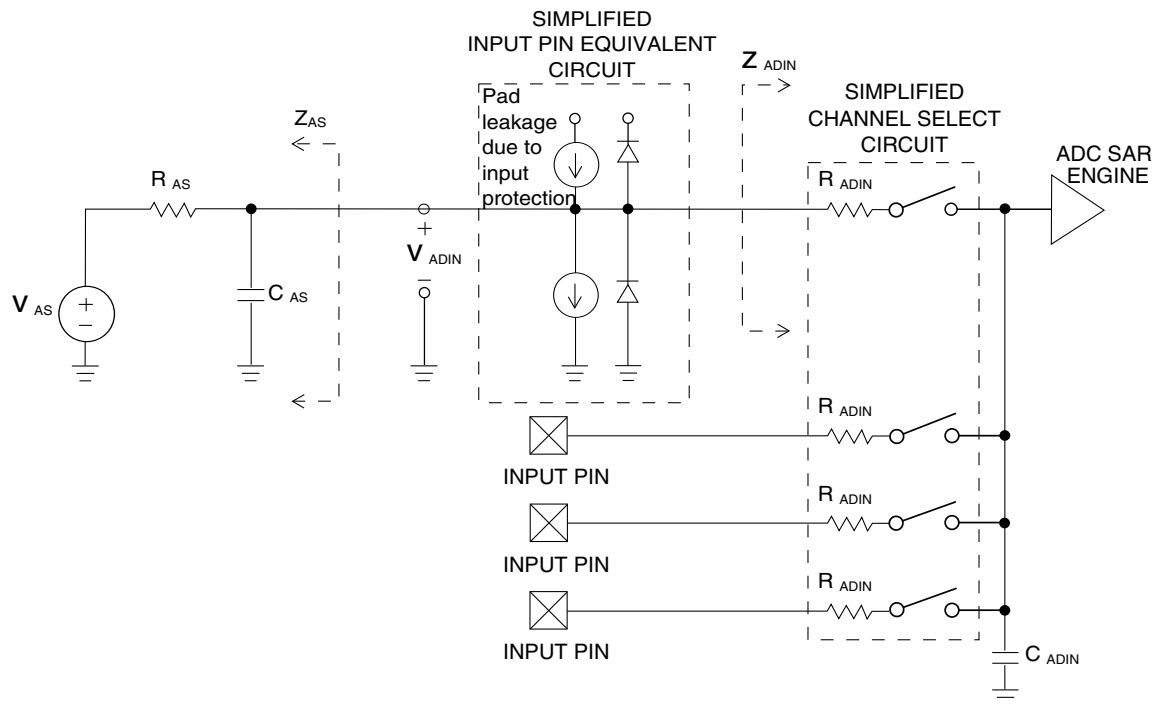 SIMPLIFIED
INPUT PIN EQUIVALENT
CIRCUIT
Z ADIN
SIMPLIFIED
CHANNEL SELECT
CIRCUIT
ADC SAR
ENGINE
Pad
leakage
due to
input
protection
ZAS
R AS
R ADIN
+
V ADIN
−
C AS
V AS
+
−
R ADIN
INPUT PIN
R ADIN
INPUT PIN
R ADIN
INPUT PIN
C ADIN